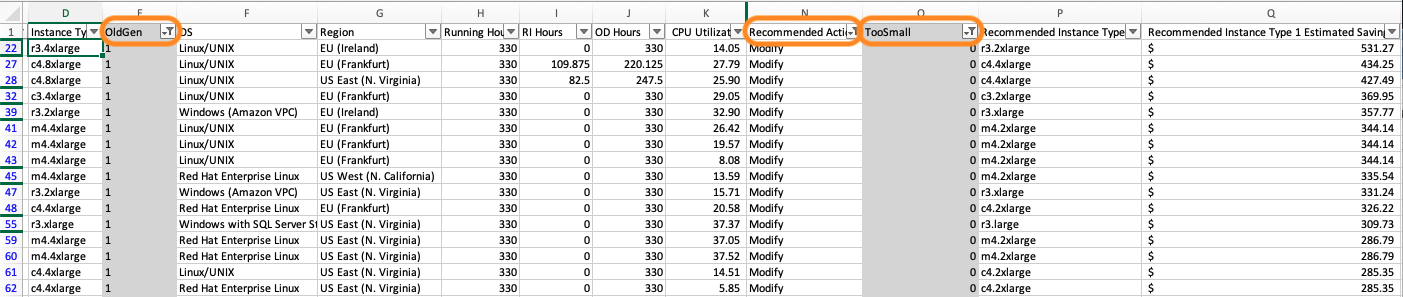 D E F G H I J K N O P Q
1 Instance Ty OldGen OS Region Running Hou RI Hours OD Hours CPU Utilizat Recommended Actio TooSmall Recommended Instance Type Recommended Instance Type 1 Estimated Saving
22 r3.4xlarge 1 Linux/UNIX EU (Ireland) 330 0 330 14.05 Modify 0 r3.2xlarge $ 531.27
27 c4.8xlarge 1 Linux/UNIX EU (Frankfurt) 330 109.875 220.125 27.79 Modify 0 c4.4xlarge $ 434.25
28 c4.8xlarge 1 Linux/UNIX US East (N. Virginia) 330 82.5 247.5 25.90 Modify 0 c4.4xlarge $ 427.49
32 c3.4xlarge 1 Linux/UNIX EU (Frankfurt) 330 0 330 29.05 Modify 0 c3.2xlarge $ 369.95
39 r3.2xlarge 1 Windows (Amazon VPC) EU (Ireland) 330 0 330 32.90 Modify 0 r3.xlarge $ 357.77
41 m4.4xlarge 1 Linux/UNIX EU (Frankfurt) 330 0 330 26.42 Modify 0 m4.2xlarge $ 344.14
42 m4.4xlarge 1 Linux/UNIX EU (Frankfurt) 330 0 330 19.57 Modify 0 m4.2xlarge $ 344.14
43 m4.4xlarge 1 Linux/UNIX EU (Frankfurt) 330 0 330 8.08 Modify 0 m4.2xlarge $ 344.14
45 m4.4xlarge 1 Red Hat Enterprise Linux US West (N. California) 330 0 330 13.59 Modify 0 m4.2xlarge $ 335.54
47 r3.2xlarge 1 Windows (Amazon VPC) US East (N. Virginia) 330 0 330 15.71 Modify 0 r3.xlarge $ 331.24
48 c4.4xlarge 1 Red Hat Enterprise Linux EU (Frankfurt) 330 0 330 20.58 Modify 0 c4.2xlarge $ 326.22
55 r3.xlarge 1 Windows with SQL Server St US East (N. Virginia) 330 0 330 37.37 Modify 0 r3.large $ 309.73
59 m4.4xlarge 1 Red Hat Enterprise Linux US East (N. Virginia) 330 0 330 37.05 Modify 0 m4.2xlarge $ 286.79
60 m4.4xlarge 1 Red Hat Enterprise Linux US East (N. Virginia) 330 0 330 37.52 Modify 0 m4.2xlarge $ 286.79
61 c4.4xlarge 1 Linux/UNIX US East (N. Virginia) 330 0 330 14.51 Modify 0 c4.2xlarge $ 285.35
62 c4.4xlarge 1 Red Hat Enterprise Linux US East (N. Virginia) 330 0 330 5.85 Modify 0 c4.2xlarge $ 285.35